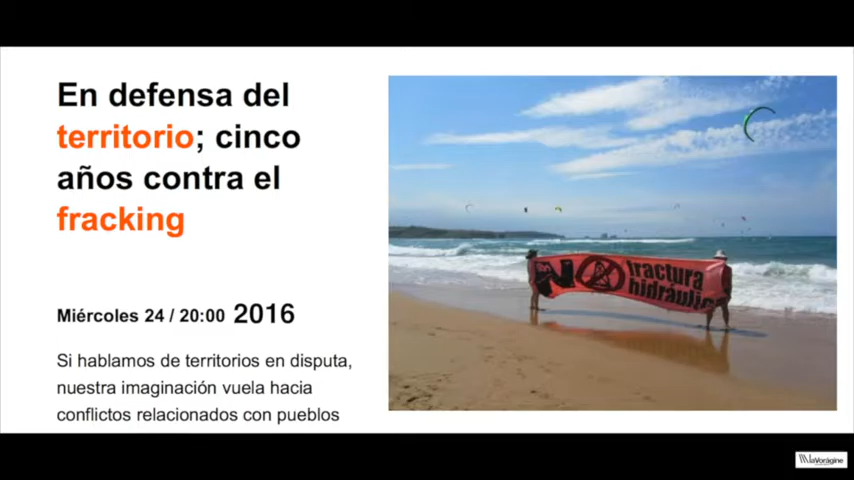 En defensa del
territorio; cinco
años contra el
fracking
Miércoles 24 / 20:00 2016
Si hablamos de territorios en disputa,
nuestra imaginación vuela hacia
conflictos relacionados con pueblos
NO fractura
hidráulica
laVorágine